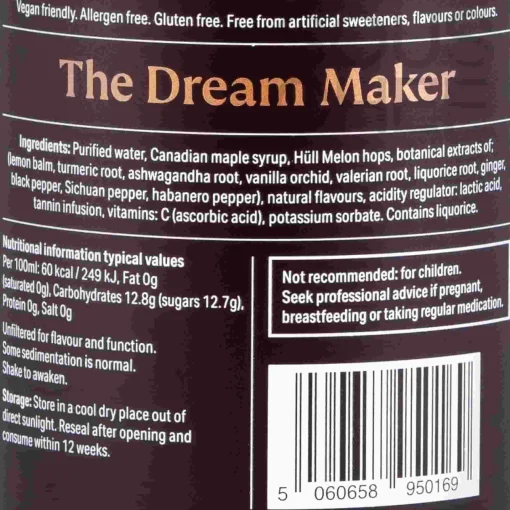 Vegan friendly. Allergen free. Gluten free. Free from artificial sweeteners, flavours or colours.
The Dream Maker
Ingredients: Purified water, Canadian maple syrup, Hüll Melon hops, botanical extracts of;
(lemon balm, turmeric root, ashwagandha root, vanilla orchid, valerian root, liquorice root, ginger,
black pepper, Sichuan pepper, habanero pepper), natural flavours, acidity regulator: lactic acid,
tannin infusion, vitamins: C (ascorbic acid), potassium sorbate. Contains liquorice.
Nutritional information typical values
Per 100ml: 60 kcal / 249 kJ, Fat 0g
(saturated 0g), Carbohydrates 12.8g (sugars 12.7g),
Protein 0g, Salt 0g
Unfiltered for flavour and function.
Some sedimentation is normal.
Shake to awaken.
Storage: Store in a cool dry place out of
direct sunlight. Reseal after opening and
consume within 12 weeks.
Not recommended: for children.
Seek professional advice if pregnant,
breastfeeding or taking regular medication.
5 060658 950169